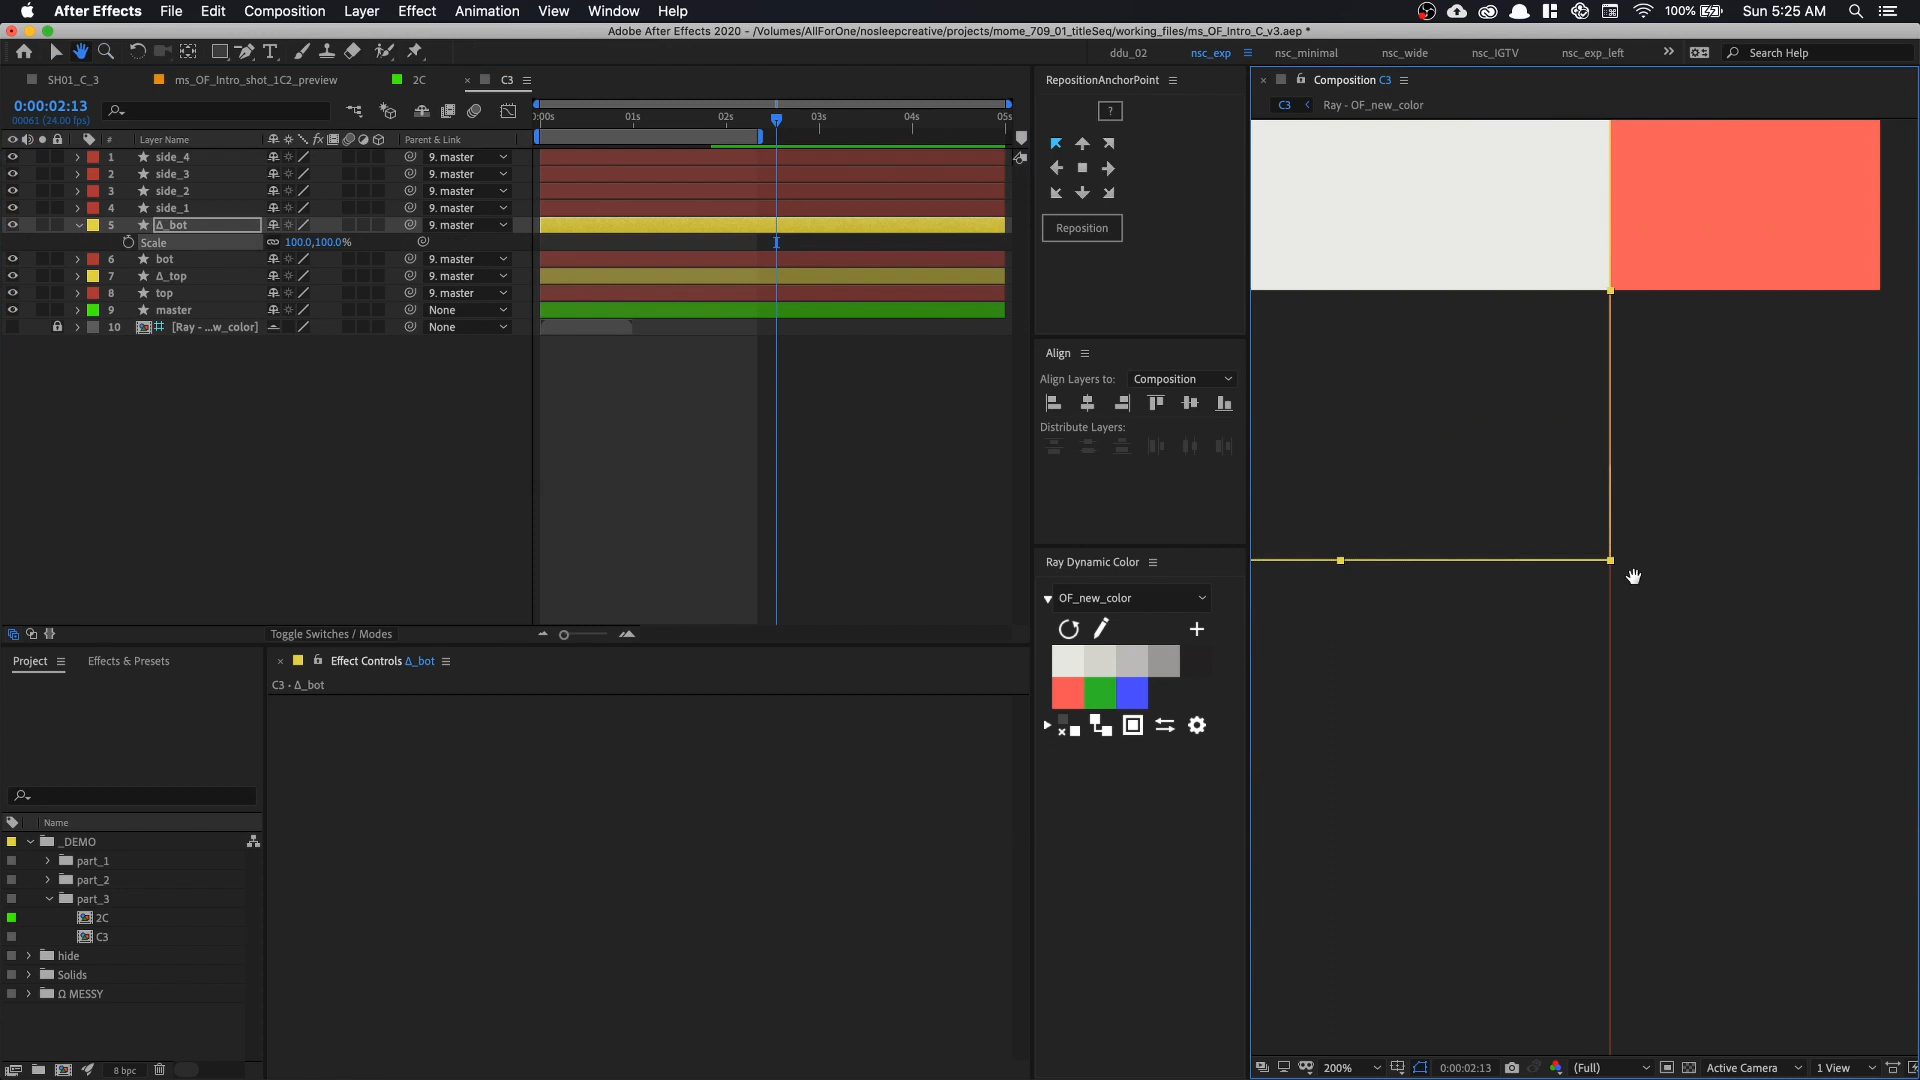 After Effects File Edit Composition Layer Effect Animation View Window Help 100% Sun 5:25 AM
Adobe After Effects 2020 - /Volumes/AllForOne/nosleepcreative/projects/mome_709_01_titleSeq/working_files/ms_OF_Intro_C_v3.aep *
ddu_02 nsc_exp nsc_minimal nsc_wide nsc_IGTV nsc_exp_left Search Help
SH01_C_3 ms_OF_Intro_shot_1C2_preview 2C C3
RepositionAnchorPoint
Composition C3
C3 Ray - OF_new_color
0:00:02:13
00061 (24.00 fps)
?
:00s 01s 02s 03s 04s 05s
# Layer Name Parent & Link
1 side_4 9. master
2 side_3 9. master
3 side_2 9. master
4 side_1 9. master
5 Δ_bot 9. master
Scale 100.0,100.0%
6 bot 9. master
7 Δ_top 9. master
8 top 9. master
9 master None
10 [Ray - ...w_color] None
Reposition
Align
Align Layers to: Composition
Distribute Layers:
Ray Dynamic Color
OF_new_color
Toggle Switches / Modes
Project Effects & Presets
Effect Controls Δ_bot
C3 · Δ_bot
Name
_DEMO
part_1
part_2
part_3
2C
C3
hide
Solids
Ω MESSY
8 bpc
200% 0:00:02:13 (Full) Active Camera 1 View